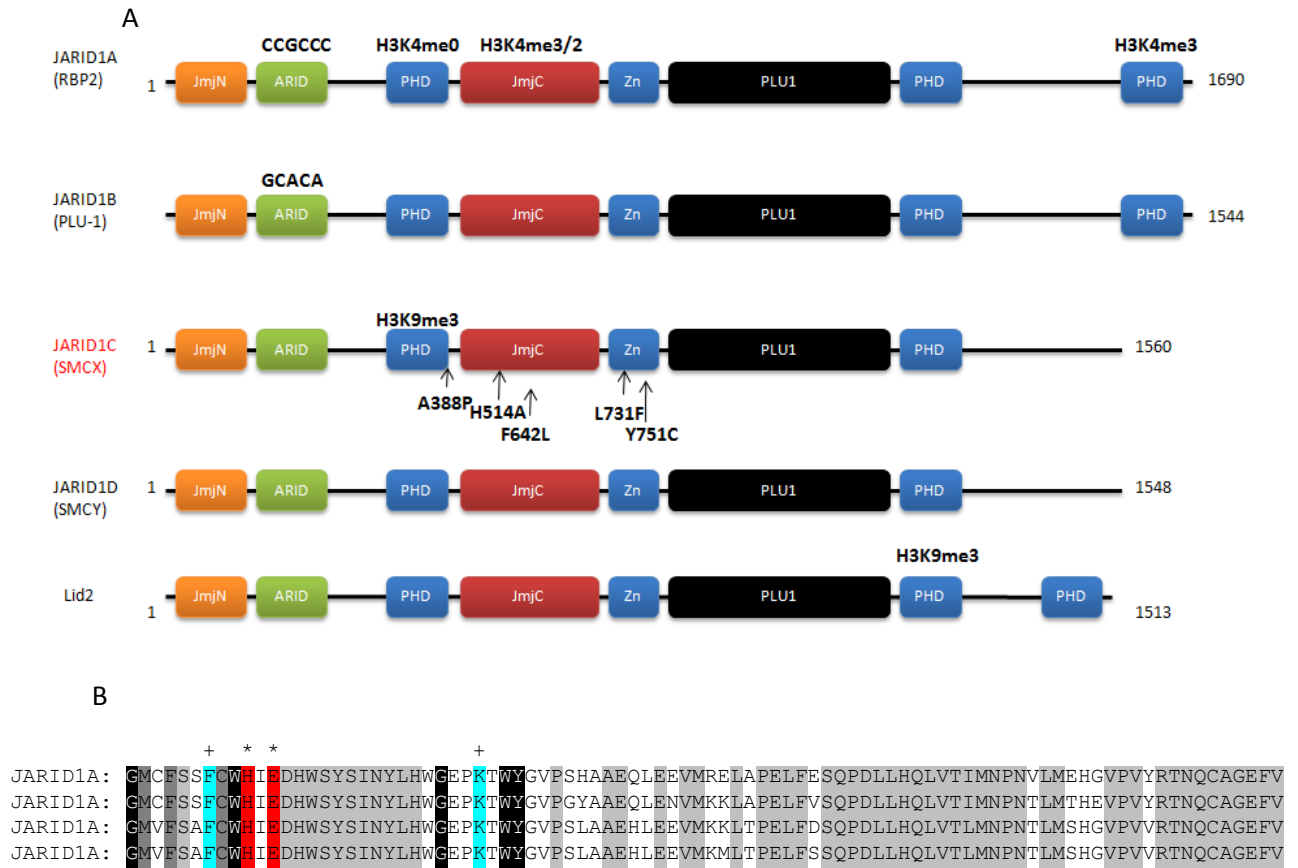 A
CCGCCC H3K4me0 H3K4me3/2 H3K4me3
JARID1A
(RBP2)
1 JmjN ARID PHD JmjC Zn PLU1 PHD PHD 1690
GCACA
JARID1B
(PLU-1)
JmjN ARID PHD JmjC Zn PLU1 PHD PHD 1544
H3K9me3
JARID1C
(SMCX)
1 JmjN ARID PHD JmjC Zn PLU1 PHD 1560
A388P H514A L731F
F642L Y751C
JARID1D
(SMCY)
1 JmjN ARID PHD JmjC Zn PLU1 PHD 1548
H3K9me3
Lid2
1 JmjN ARID PHD JmjC Zn PLU1 PHD PHD 1513
B
+ * * +
JARID1A: GMCFSSFCWHIEDHWSYSINYLHWGEPKTWYGVPSHAAEQLEEVMRELAPELFESQPDLLHQLVTIMNPNVLMEHGVPVYRTNQCAGEFV
JARID1A: GMCFSSFCWHIEDHWSYSINYLHWGEPKTWYGVPGYAAEQLENVMKKLAPELFVSQPDLLHQLVTIMNPNTLMTHEVPVYRTNQCAGEFV
JARID1A: GMVFSAFCWHIEDHWSYSINYLHWGEPKTWYGVPSLAAEHLEEVMKKLTPELFDSQPDLLHQLVTLMNPNTLMSHGVPVVRTNQCAGEFV
JARID1A: GMVFSAFCWHIEDHWSYSINYLHWGEPKTWYGVPSLAAEHLEEVMKMLTPELFSSQPDLLHQLVTLMNPNTLMSHGVPVVRTNQCAGEFV